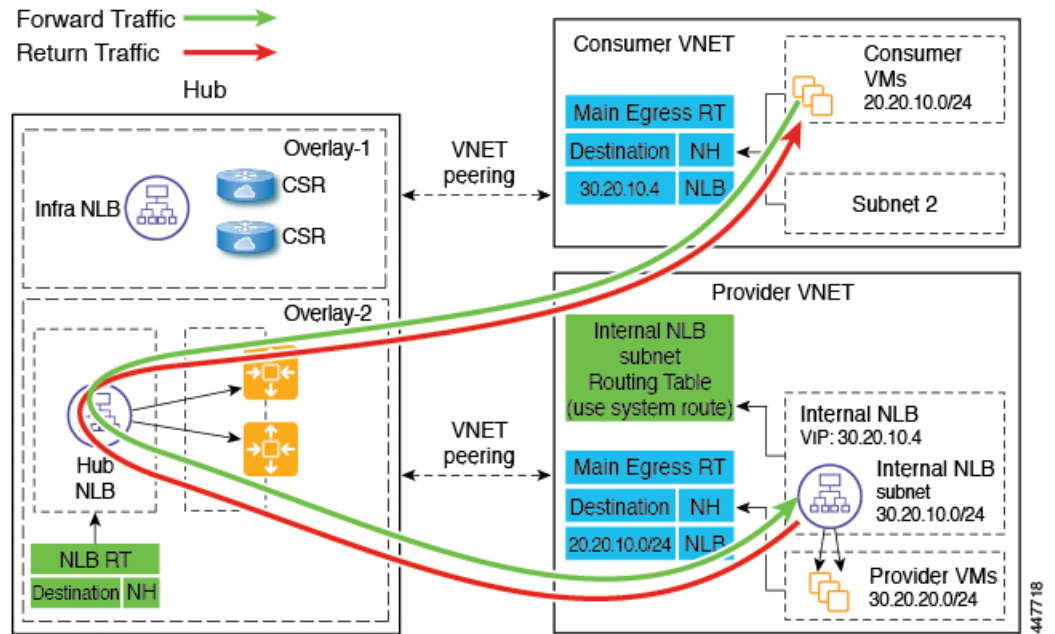 Forward Traffic
Return Traffic
Hub
Overlay-1
Infra NLB
CSR
CSR
Overlay-2
Hub
NLB
NLB RT
Destination NH
VNET
peering
VNET
peering
Consumer VNET
Consumer
VMs
20.20.10.0/24
Main Egress RT
Destination NH
30.20.10.4 NLB
Subnet 2
Provider VNET
Internal NLB
subnet
Routing Table
(use system route)
Internal NLB
VIP: 30.20.10.4
Internal NLB
subnet
30.20.10.0/24
Main Egress RT
Destination NH
20.20.10.0/24 NLB
Provider VMs
30.20.20.0/24
447718